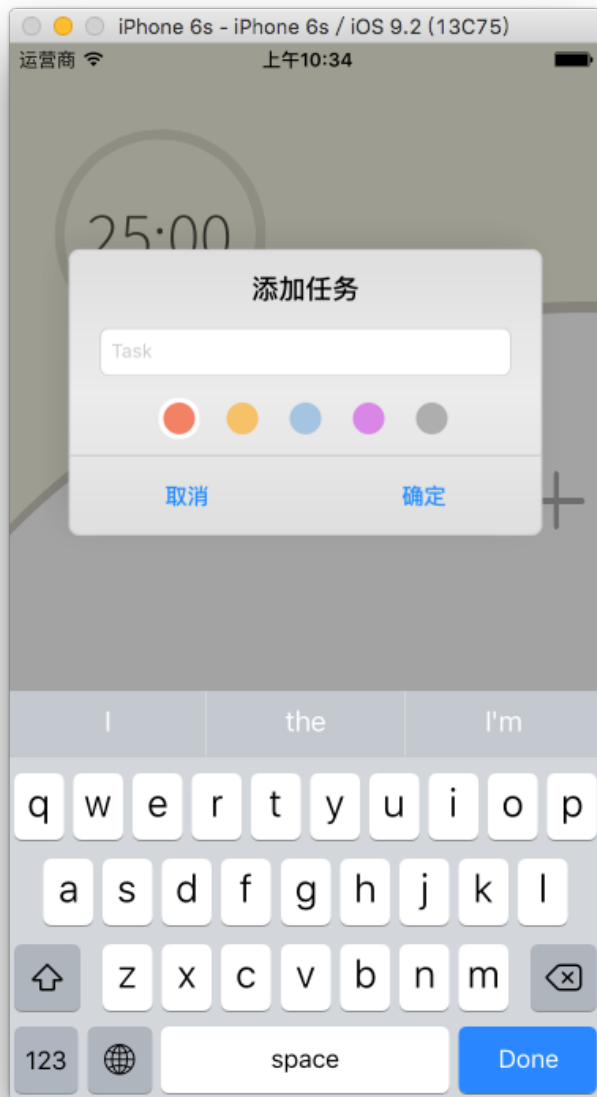 iPhone 6s - iPhone 6s / iOS 9.2 (13C75)
运营商 上午10:34
25:00
添加任务
Task
取消 确定
I the I'm
q w e r t y u i o p
a s d f g h j k l
z x c v b n m
123 space Done